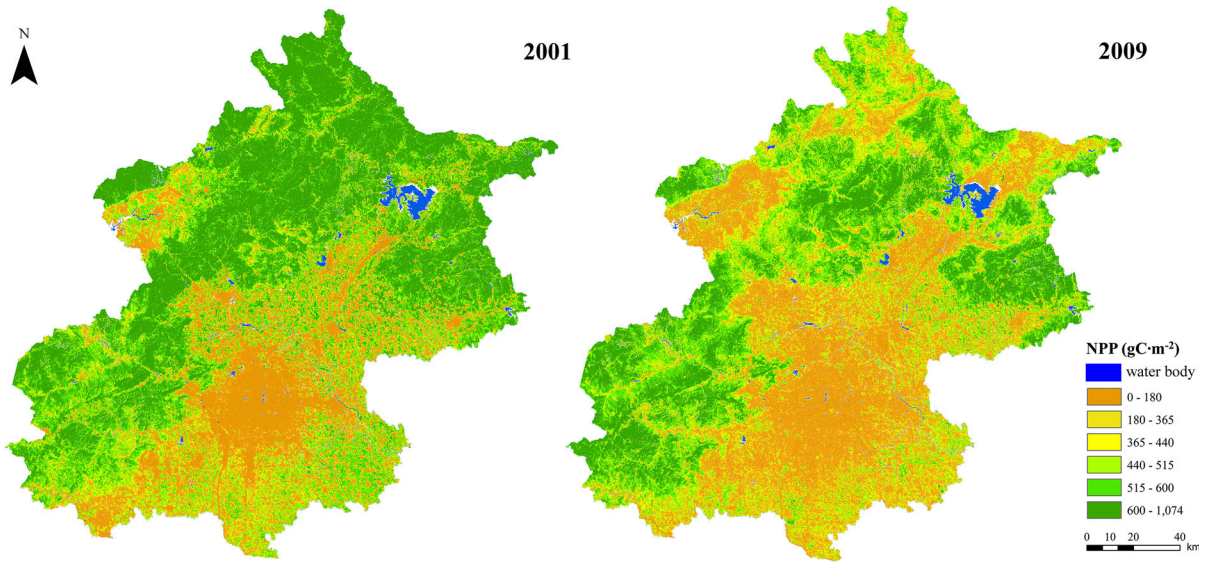 N
2001
2009
NPP (gC·m⁻²)
water body
0 - 180
180 - 365
365 - 440
440 - 515
515 - 600
600 - 1,074
0 10 20 40
km